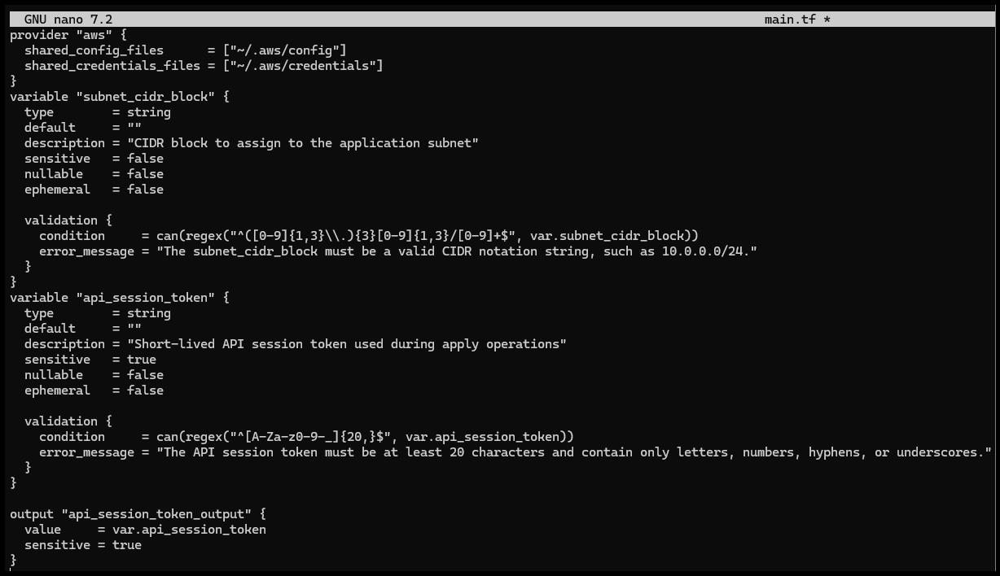 GNU nano 7.2 main.tf *
provider "aws" {
  shared_config_files      = ["~/.aws/config"]
  shared_credentials_files = ["~/.aws/credentials"]
}
variable "subnet_cidr_block" {
  type        = string
  default     = ""
  description = "CIDR block to assign to the application subnet"
  sensitive   = false
  nullable    = false
  ephemeral   = false

  validation {
    condition     = can(regex("^([0-9]{1,3}\\.){3}[0-9]{1,3}/[0-9]+$", var.subnet_cidr_block))
    error_message = "The subnet_cidr_block must be a valid CIDR notation string, such as 10.0.0.0/24."
  }
}
variable "api_session_token" {
  type        = string
  default     = ""
  description = "Short-lived API session token used during apply operations"
  sensitive   = true
  nullable    = false
  ephemeral   = false

  validation {
    condition     = can(regex("^[A-Za-z0-9-_]{20,}$", var.api_session_token))
    error_message = "The API session token must be at least 20 characters and contain only letters, numbers, hyphens, or underscores."
  }
}

output "api_session_token_output" {
  value     = var.api_session_token
  sensitive = true
}